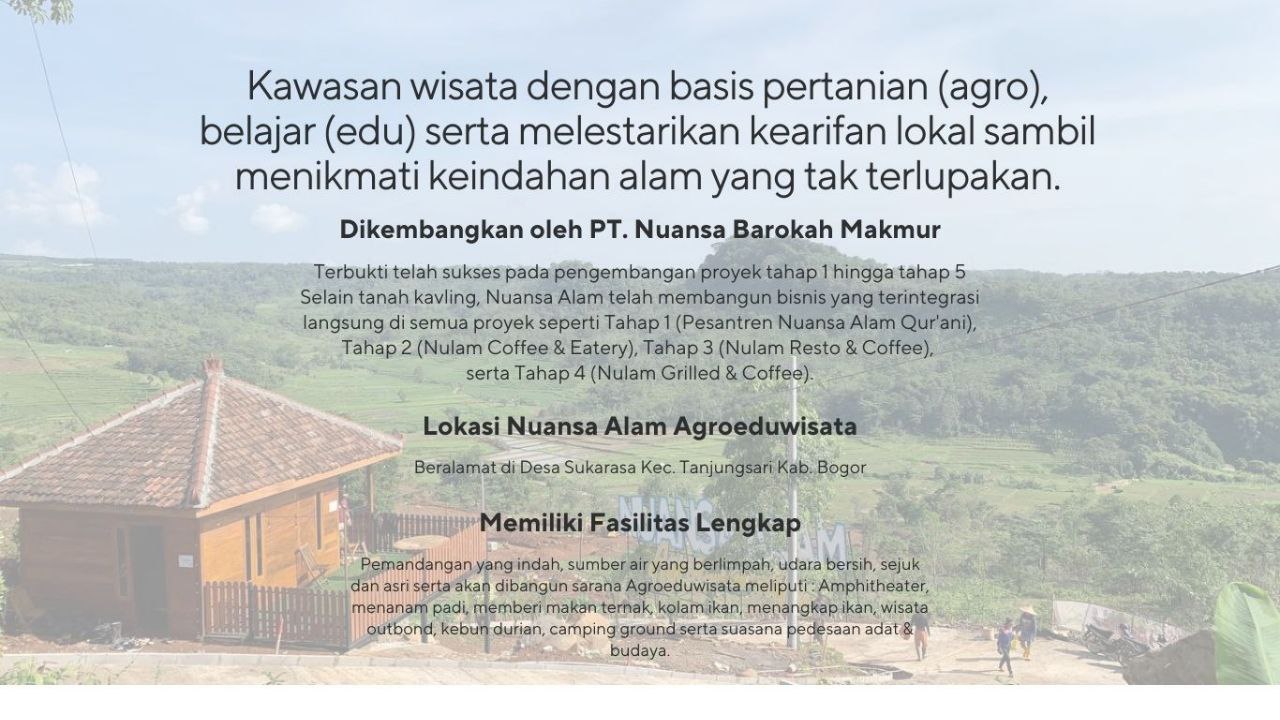 Kawasan wisata dengan basis pertanian (agro),
belajar (edu) serta melestarikan kearifan lokal sambil
menikmati keindahan alam yang tak terlupakan.
Dikembangkan oleh PT. Nuansa Barokah Makmur
Terbukti telah sukses pada pengembangan proyek tahap 1 hingga tahap 5
Selain tanah kavling, Nuansa Alam telah membangun bisnis yang terintegrasi
langsung di semua proyek seperti Tahap 1 (Pesantren Nuansa Alam Qur'ani),
Tahap 2 (Nulam Coffee & Eatery), Tahap 3 (Nulam Resto & Coffee),
serta Tahap 4 (Nulam Grilled & Coffee).
Lokasi Nuansa Alam Agroeduwisata
Beralamat di Desa Sukarasa Kec. Tanjungsari Kab. Bogor
Memiliki Fasilitas Lengkap
Pemandangan yang indah, sumber air yang berlimpah, udara bersih, sejuk
dan asri serta akan dibangun sarana Agroeduwisata meliputi : Amphitheater,
menanam padi, memberi makan ternak, kolam ikan, menangkap ikan, wisata
outbond, kebun durian, camping ground serta suasana pedesaan adat &
budaya.